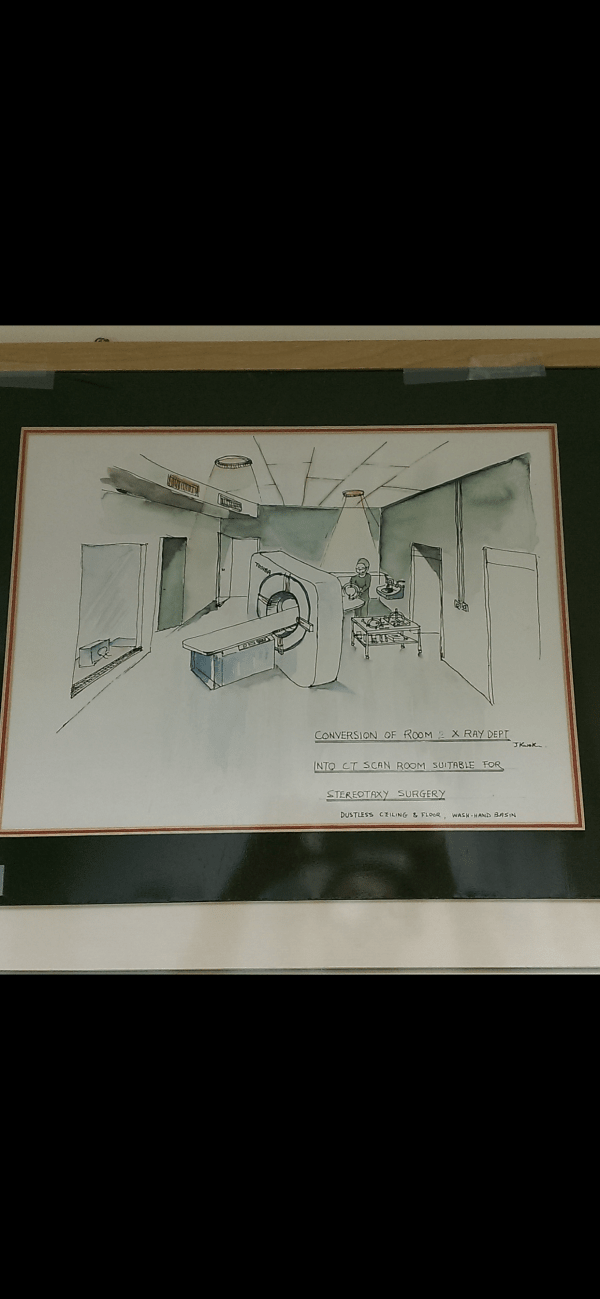 CONVERSION OF ROOM 2 X RAY DEPT
INTO CT SCAN ROOM SUITABLE FOR
STEREOTAXY SURGERY
DUSTLESS CEILING & FLOOR, WASH-HAND BASIN